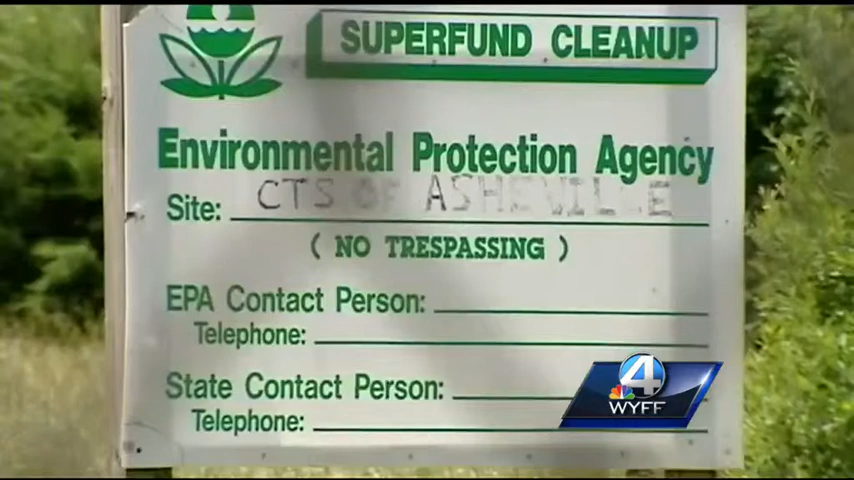 SUPERFUND CLEANUP
Environmental Protection Agency
Site: CTS OF ASHEVILLE
( NO TRESPASSING )
EPA Contact Person:
Telephone:
State Contact Person:
Telephone:
4
WYFF